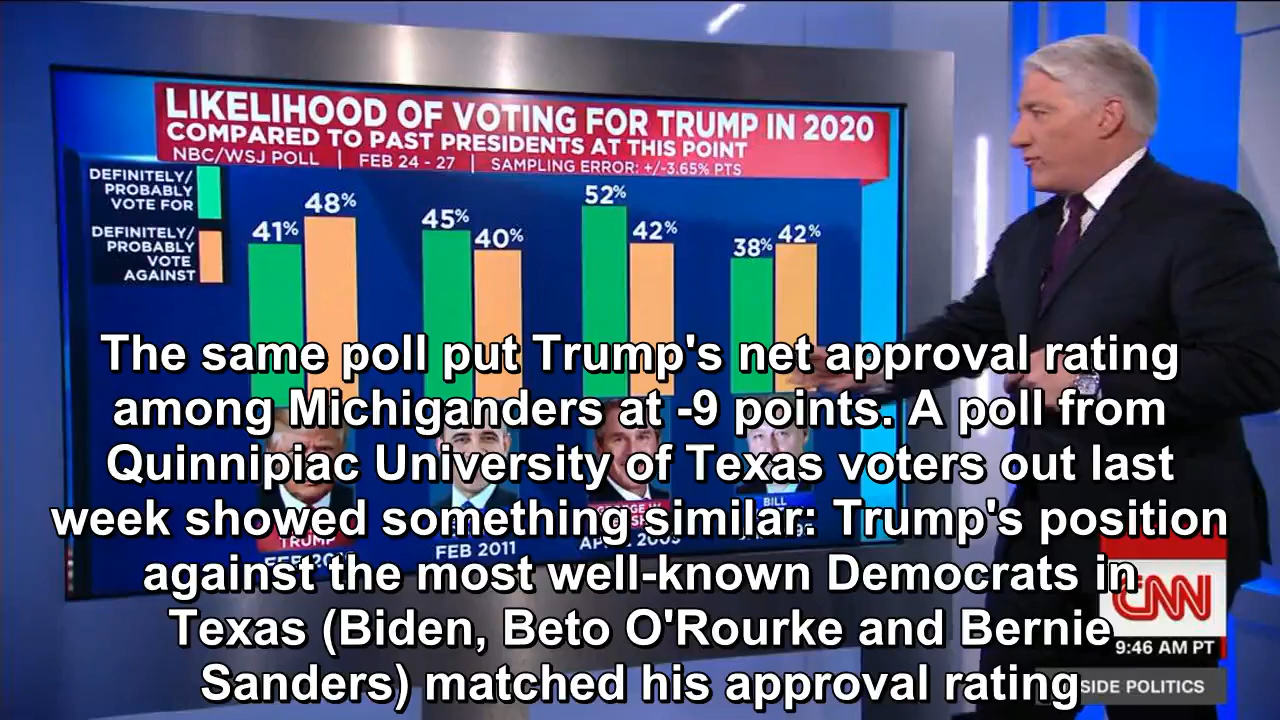 LIKELIHOOD OF VOTING FOR TRUMP IN 2020
COMPARED TO PAST PRESIDENTS AT THIS POINT
NBC/WSJ POLL | FEB 24 - 27 | SAMPLING ERROR: +/-3.65% PTS
DEFINITELY/
PROBABLY
VOTE FOR
DEFINITELY/
PROBABLY
VOTE
AGAINST
41% 48% 45% 40% 52% 42% 38% 42%
The same poll put Trump's net approval rating
among Michiganders at -9 points. A poll from
Quinnipiac University of Texas voters out last
week showed something similar: Trump's position
against the most well-known Democrats in
Texas (Biden, Beto O'Rourke and Bernie
Sanders) matched his approval rating
TRUMP
GEORGE W.
BILL
FEB 2011
CNN
9:46 AM PT
SIDE POLITICS